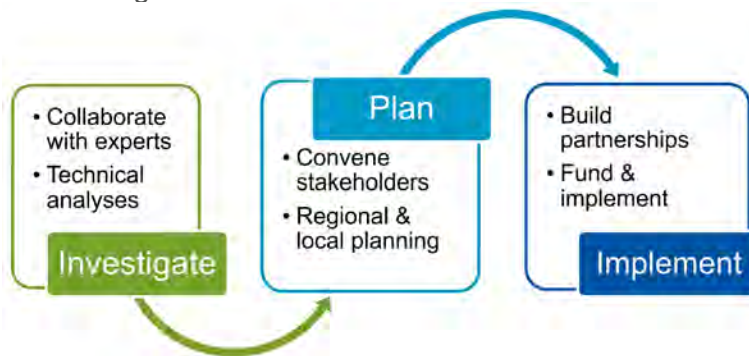 • Collaborate
with experts
• Technical
analyses
Investigate
Plan
• Convene
stakeholders
• Regional &
local planning
• Build
partnerships
• Fund &
implement
Implement